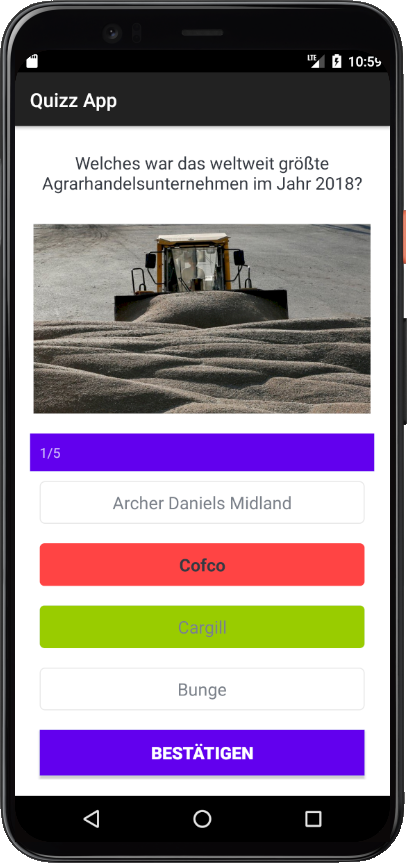 LTE 10:59
Quizz App
Welches war das weltweit größte
Agrarhandelsunternehmen im Jahr 2018?
1/5
Archer Daniels Midland
Cofco
Cargill
Bunge
BESTÄTIGEN